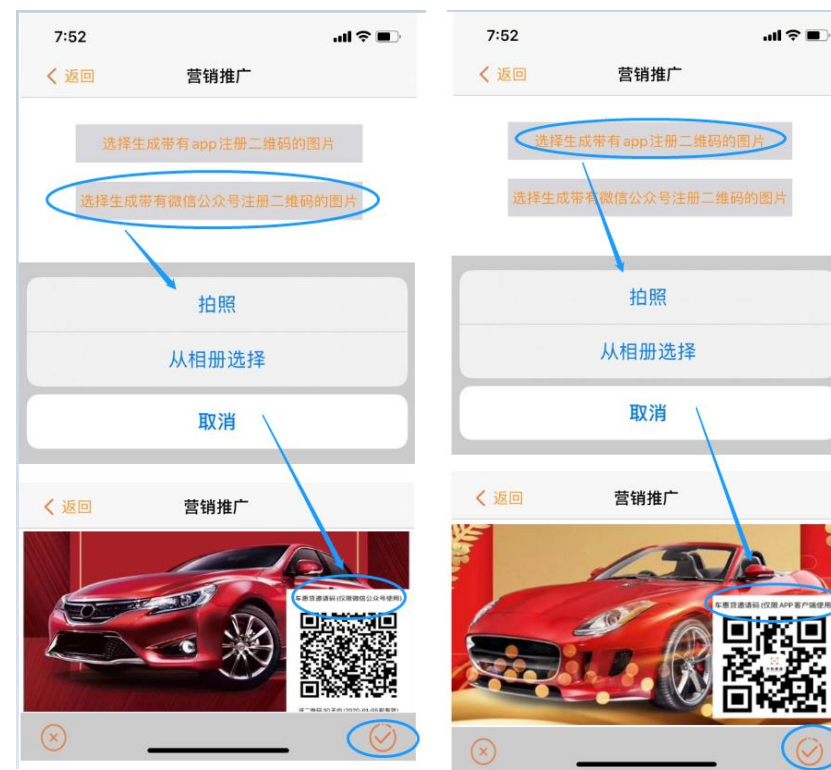 7:52
返回
营销推广
选择生成带有app注册二维码的图片
选择生成带有微信公众号注册二维码的图片
拍照
从相册选择
取消
返回
营销推广
车惠贷邀请码(仅限微信公众号使用)
7:52
返回
营销推广
选择生成带有app注册二维码的图片
选择生成带有微信公众号注册二维码的图片
拍照
从相册选择
取消
返回
营销推广
车惠贷邀请码(仅限APP客户端使用